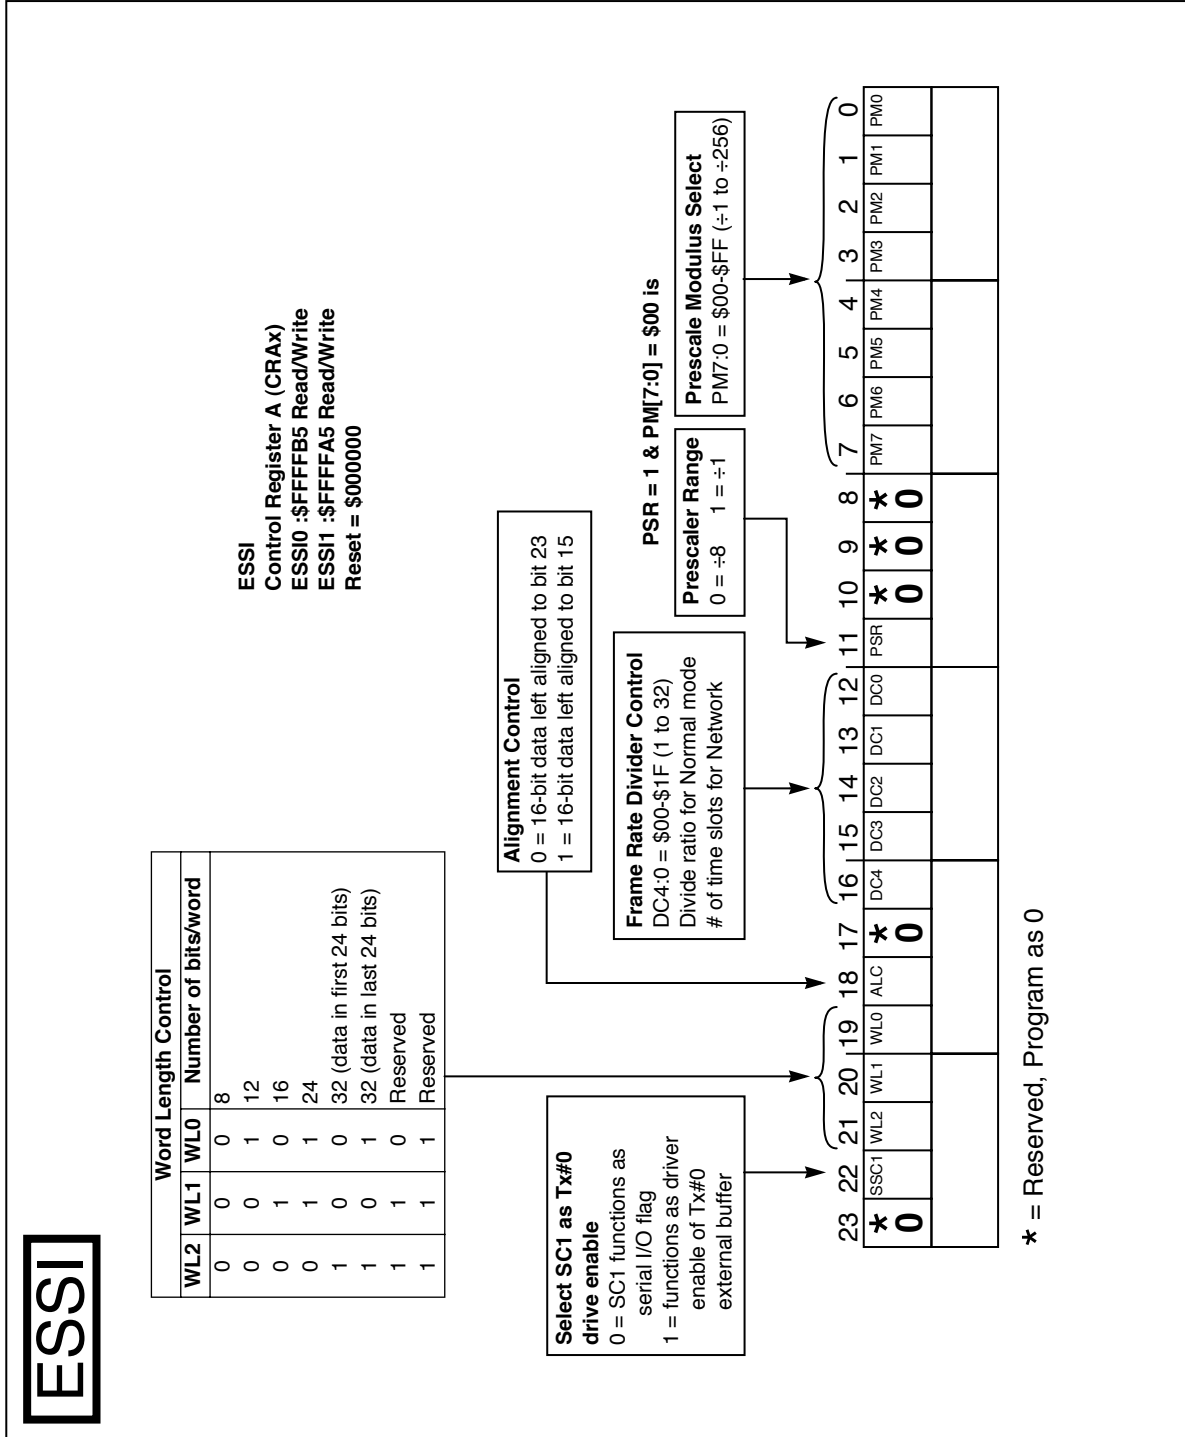 ESSI
ESSI
Control Register A (CRAx)
ESSI0 :$FFFFB5 Read/Write
ESSI1 :$FFFFA5 Read/Write
Reset = $000000
Word Length Control
WL2 WL1 WL0 Number of bits/word
0 0 0 8
0 0 1 12
0 1 0 16
0 1 1 24
1 0 0 32 (data in first 24 bits)
1 0 1 32 (data in last 24 bits)
1 1 0 Reserved
1 1 1 Reserved
Select SC1 as Tx#0
drive enable
0 = SC1 functions as
serial I/O flag
1 = functions as driver
enable of Tx#0
external buffer
Alignment Control
0 = 16-bit data left aligned to bit 23
1 = 16-bit data left aligned to bit 15
Frame Rate Divider Control
DC4:0 = $00-$1F (1 to 32)
Divide ratio for Normal mode
# of time slots for Network
PSR = 1 & PM[7:0] = $00 is
Prescaler Range
0 = ÷8 1 = ÷1
Prescale Modulus Select
PM7:0 = $00-$FF (÷1 to ÷256)
23 22 21 20 19 18 17 16 15 14 13 12 11 10 9 8 7 6 5 4 3 2 1 0
* SSC1 WL2 WL1 WL0 ALC * DC4 DC3 DC2 DC1 DC0 PSR * * * PM7 PM6 PM5 PM4 PM3 PM2 PM1 PM0
0 0 0 0 0
* = Reserved, Program as 0